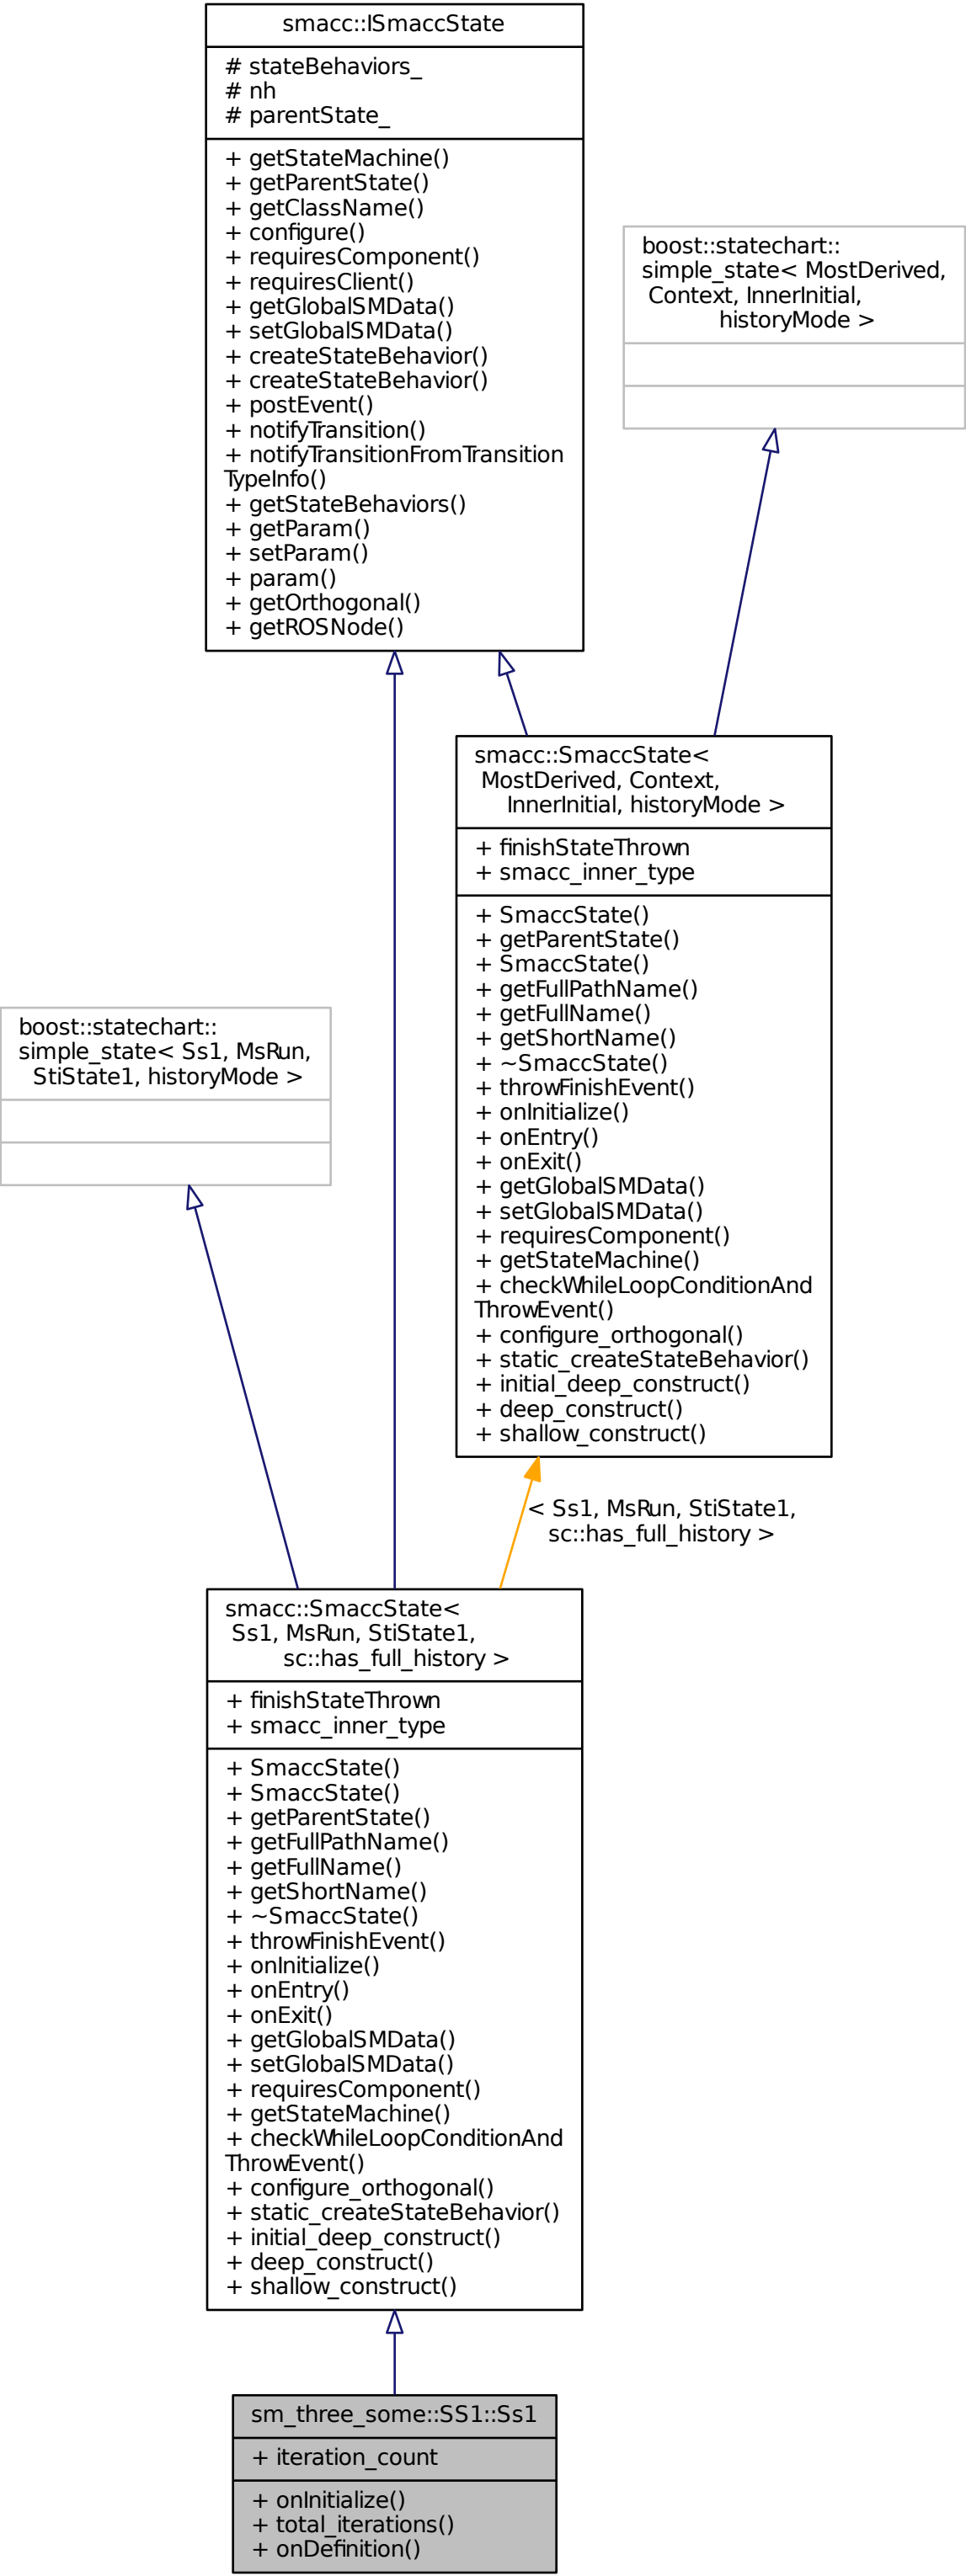 smacc::ISmaccState
# stateBehaviors_
# nh
# parentState_
+ getStateMachine()
+ getParentState()
+ getClassName()
+ configure()
+ requiresComponent()
+ requiresClient()
+ getGlobalSMData()
+ setGlobalSMData()
+ createStateBehavior()
+ createStateBehavior()
+ postEvent()
+ notifyTransition()
+ notifyTransitionFromTransition
TypeInfo()
+ getStateBehaviors()
+ getParam()
+ setParam()
+ param()
+ getOrthogonal()
+ getROSNode()
boost::statechart::
simple_state< MostDerived,
Context, InnerInitial,
historyMode >
smacc::SmaccState<
MostDerived, Context,
InnerInitial, historyMode >
+ finishStateThrown
+ smacc_inner_type
+ SmaccState()
+ getParentState()
+ SmaccState()
+ getFullPathName()
+ getFullName()
+ getShortName()
+ ~SmaccState()
+ throwFinishEvent()
+ onInitialize()
+ onEntry()
+ onExit()
+ getGlobalSMData()
+ setGlobalSMData()
+ requiresComponent()
+ getStateMachine()
+ checkWhileLoopConditionAnd
ThrowEvent()
+ configure_orthogonal()
+ static_createStateBehavior()
+ initial_deep_construct()
+ deep_construct()
+ shallow_construct()
boost::statechart::
simple_state< Ss1, MsRun,
StiState1, historyMode >
< Ss1, MsRun, StiState1,
sc::has_full_history >
smacc::SmaccState<
Ss1, MsRun, StiState1,
sc::has_full_history >
+ finishStateThrown
+ smacc_inner_type
+ SmaccState()
+ SmaccState()
+ getParentState()
+ getFullPathName()
+ getFullName()
+ getShortName()
+ ~SmaccState()
+ throwFinishEvent()
+ onInitialize()
+ onEntry()
+ onExit()
+ getGlobalSMData()
+ setGlobalSMData()
+ requiresComponent()
+ getStateMachine()
+ checkWhileLoopConditionAnd
ThrowEvent()
+ configure_orthogonal()
+ static_createStateBehavior()
+ initial_deep_construct()
+ deep_construct()
+ shallow_construct()
sm_three_some::SS1::Ss1
+ iteration_count
+ onInitialize()
+ total_iterations()
+ onDefinition()